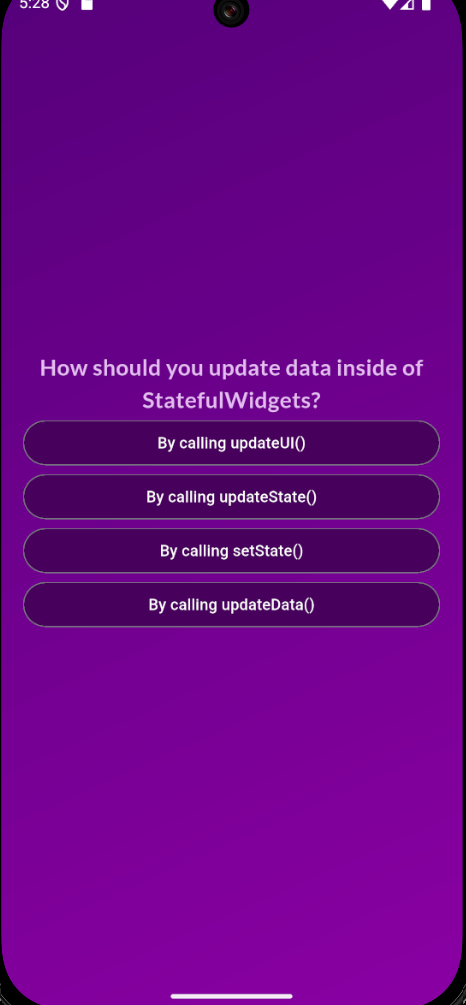 5:28
How should you update data inside of
StatefulWidgets?
By calling updateUI()
By calling updateState()
By calling setState()
By calling updateData()